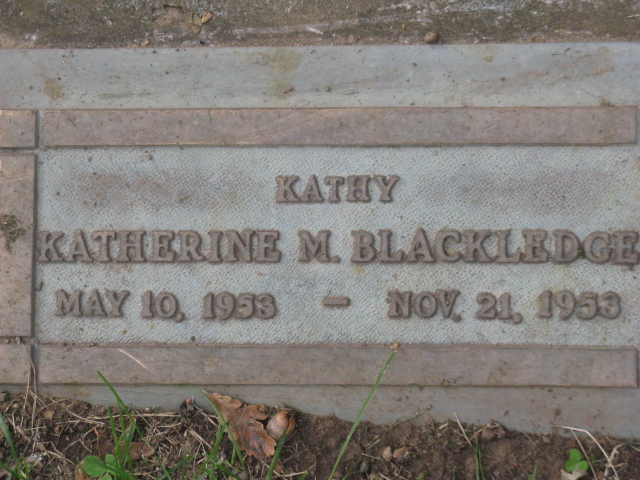 KATHY
KATHERINE M. BLACKLEDGE
MAY 10, 1953 – NOV. 21, 1953